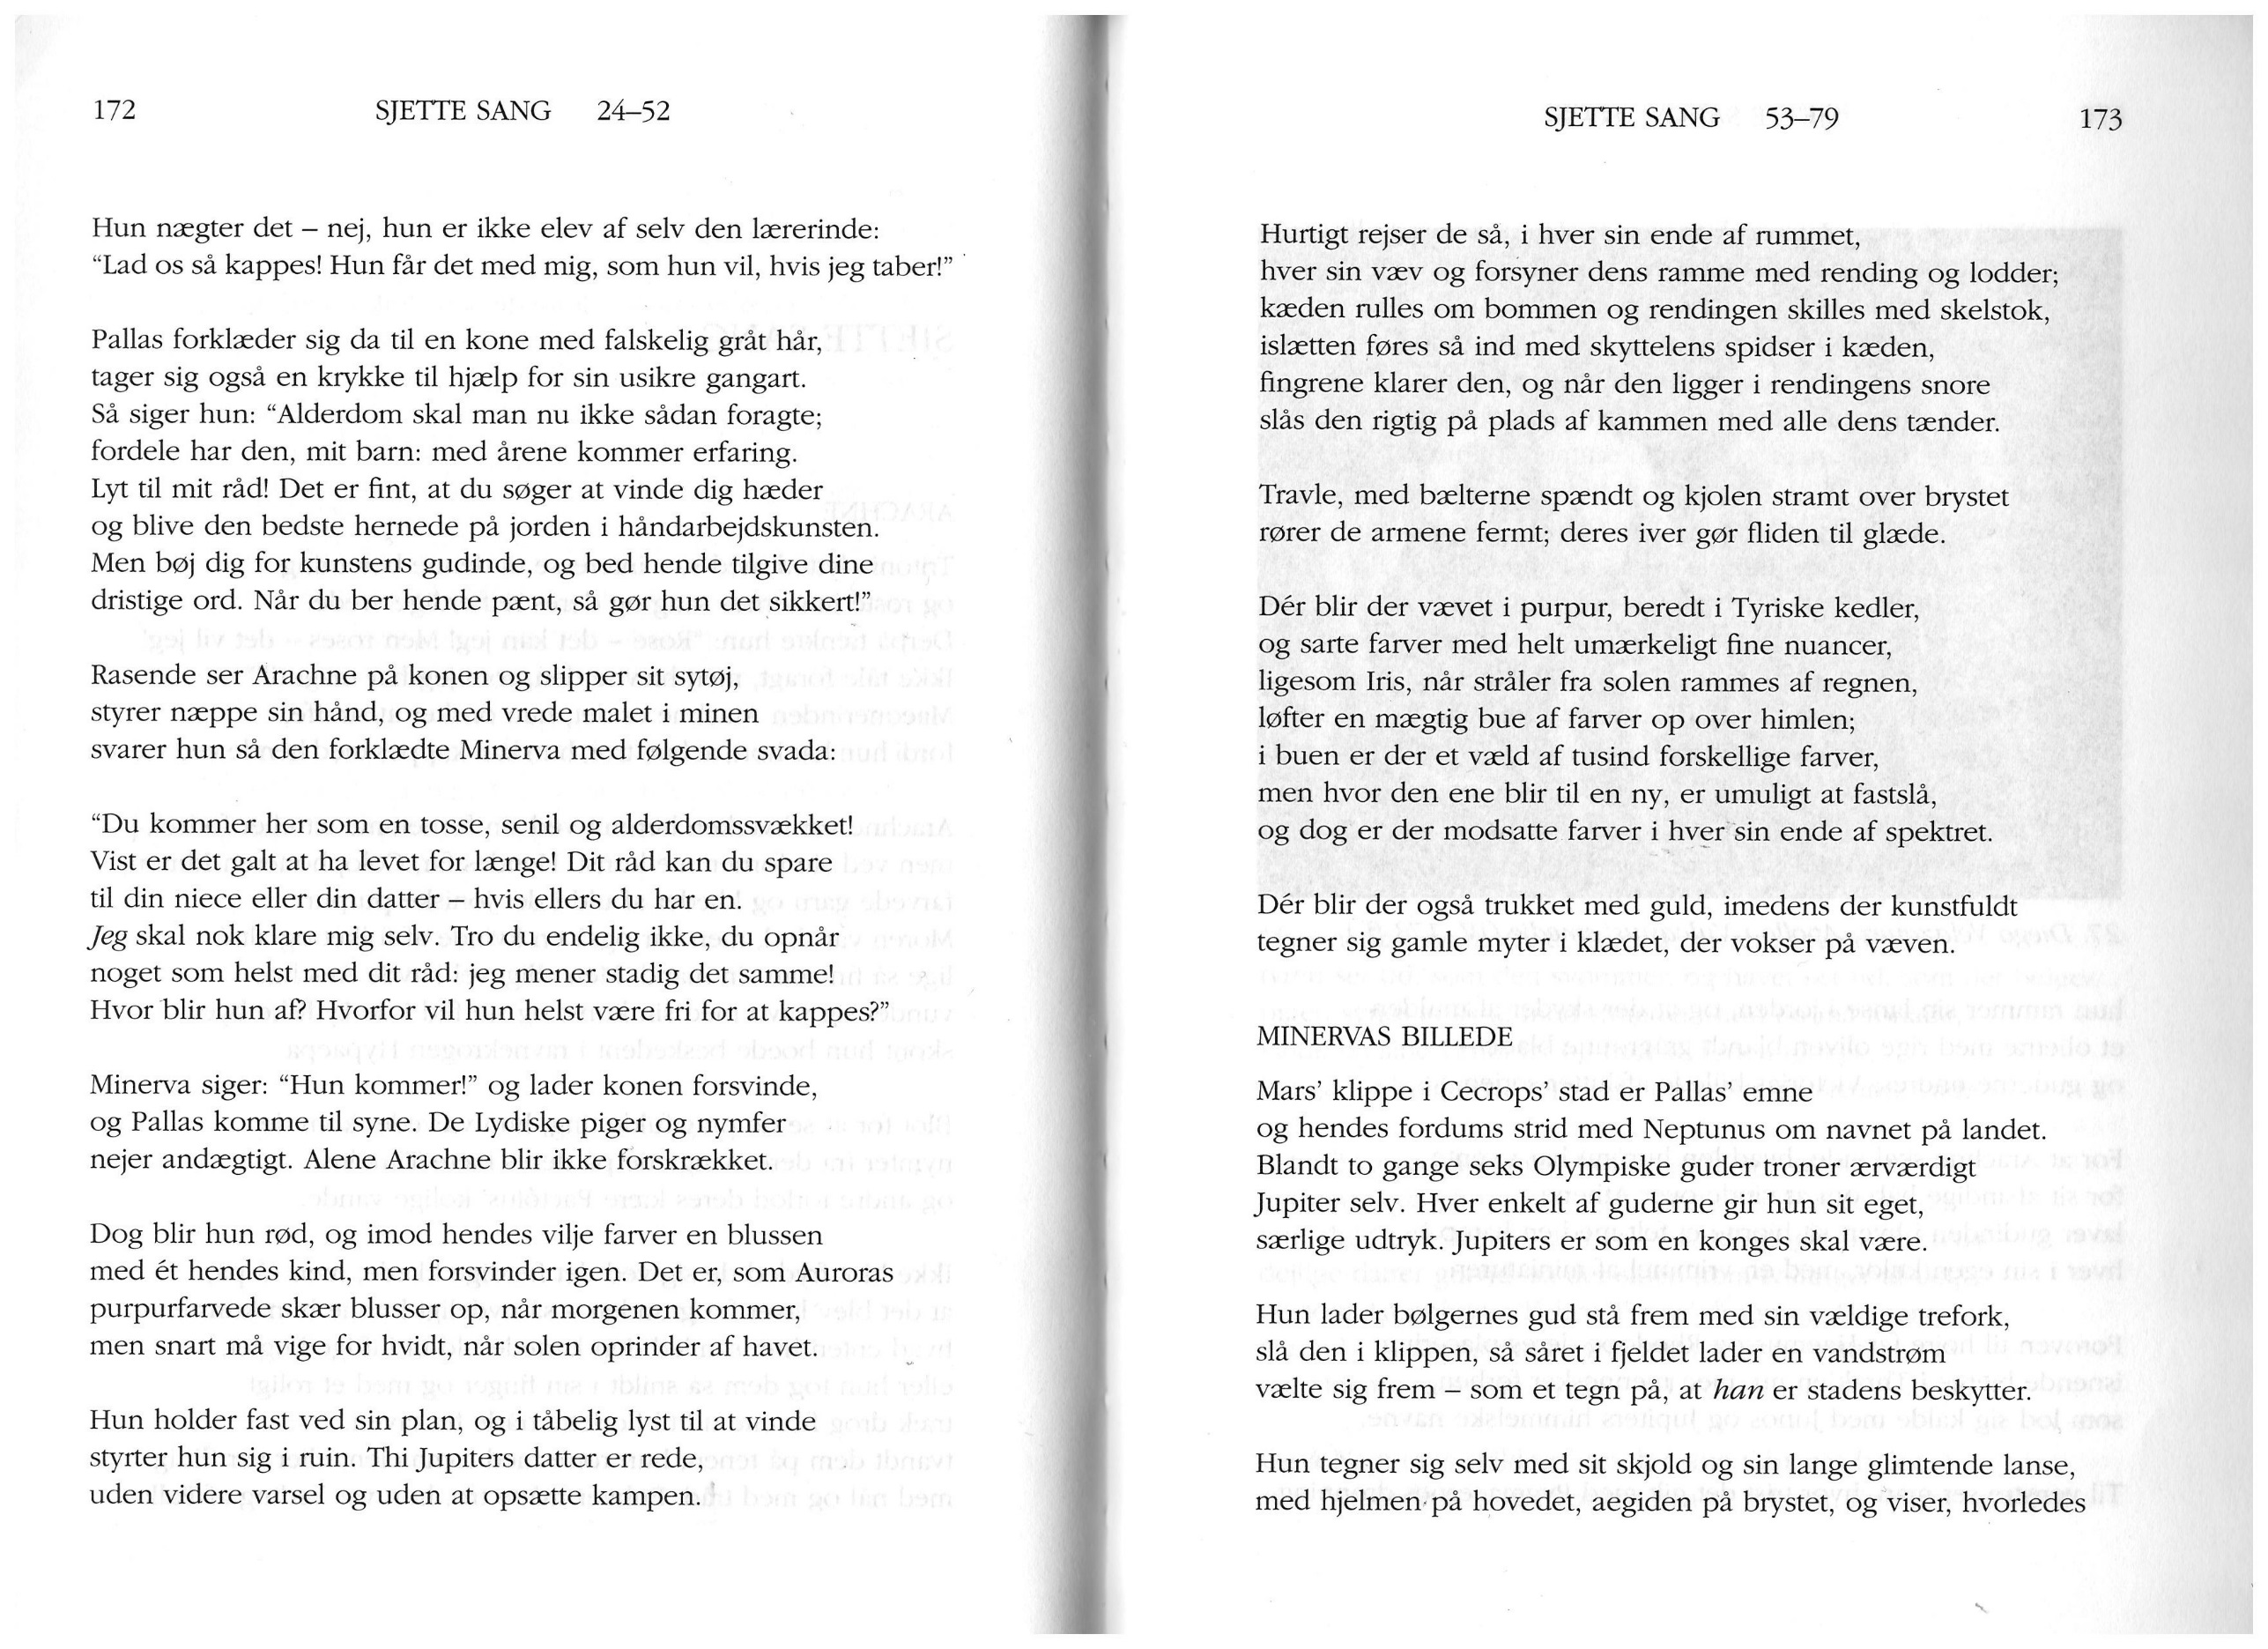 172 SJETTE SANG 24–52
Hun nægter det – nej, hun er ikke elev af selv den lærerinde:
“Lad os så kappes! Hun får det med mig, som hun vil, hvis jeg taber!”
Pallas forklæder sig da til en kone med falskelig gråt hår,
tager sig også en krykke til hjælp for sin usikre gangart.
Så siger hun: “Alderdom skal man nu ikke sådan foragte;
fordele har den, mit barn: med årene kommer erfaring.
Lyt til mit råd! Det er fint, at du søger at vinde dig hæder
og blive den bedste hernede på jorden i håndarbejdskunsten.
Men bøj dig for kunstens gudinde, og bed hende tilgive dine
dristige ord. Når du ber hende pænt, så gør hun det sikkert!”
Rasende ser Arachne på konen og slipper sit sytøj,
styrer næppe sin hånd, og med vrede malet i minen
svarer hun så den forklædte Minerva med følgende svada:
“Du kommer her som en tosse, senil og alderdomssvækket!
Vist er det galt at ha levet for længe! Dit råd kan du spare
til din niece eller din datter – hvis ellers du har en.
Jeg skal nok klare mig selv. Tro du endelig ikke, du opnår
noget som helst med dit råd: jeg mener stadig det samme!
Hvor blir hun af? Hvorfor vil hun helst være fri for at kappes?”
Minerva siger: “Hun kommer!” og lader konen forsvinde,
og Pallas komme til syne. De Lydiske piger og nymfer
nejer andægtigt. Alene Arachne blir ikke forskrækket.
Dog blir hun rød, og imod hendes vilje farver en blussen
med ét hendes kind, men forsvinder igen. Det er, som Auroras
purpurfarvede skær blusser op, når morgenen kommer,
men snart må vige for hvidt, når solen oprinder af havet.
Hun holder fast ved sin plan, og i tåbelig lyst til at vinde
styrter hun sig i ruin. Thi Jupiters datter er rede,
uden videre varsel og uden at opsætte kampen.
SJETTE SANG 53–79 173
Hurtigt rejser de så, i hver sin ende af rummet,
hver sin væv og forsyner dens ramme med rending og lodder;
kæden rulles om bommen og rendingen skilles med skelstok,
islætten føres så ind med skyttelens spidser i kæden,
fingrene klarer den, og når den ligger i rendingens snore
slås den rigtig på plads af kammen med alle dens tænder.
Travle, med bælterne spændt og kjolen stramt over brystet
rører de armene fermt; deres iver gør fliden til glæde.
Dér blir der vævet i purpur, beredt i Tyriske kedler,
og sarte farver med helt umærkeligt fine nuancer,
ligesom Iris, når stråler fra solen rammes af regnen,
løfter en mægtig bue af farver op over himlen;
i buen er der et væld af tusind forskellige farver,
men hvor den ene blir til en ny, er umuligt at fastslå,
og dog er der modsatte farver i hver sin ende af spektret.
Dér blir der også trukket med guld, imedens der kunstfuldt
tegner sig gamle myter i klædet, der vokser på væven.
MINERVAS BILLEDE
Mars’ klippe i Cecrops’ stad er Pallas’ emne
og hendes fordums strid med Neptunus om navnet på landet.
Blandt to gange seks Olympiske guder troner ærværdigt
Jupiter selv. Hver enkelt af guderne gir hun sit eget,
særlige udtryk. Jupiters er som en konges skal være.
Hun lader bølgernes gud stå frem med sin vældige trefork,
slå den i klippen, så såret i fjeldet lader en vandstrøm
vælte sig frem – som et tegn på, at han er stadens beskytter.
Hun tegner sig selv med sit skjold og sin lange glimtende lanse,
med hjelmen på hovedet, aegiden på brystet, og viser, hvorledes